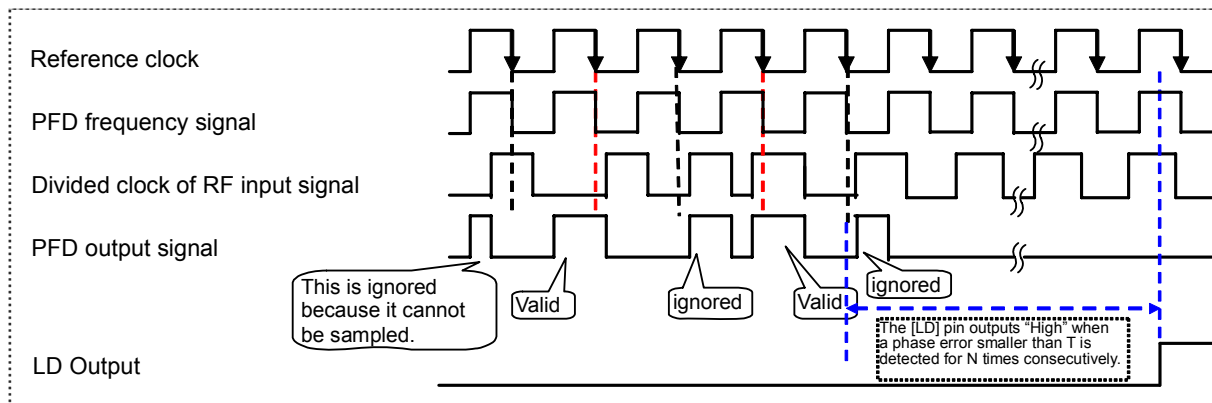 Reference clock
PFD frequency signal
Divided clock of RF input signal
PFD output signal
This is ignored
because it cannot
be sampled.
Valid
ignored
Valid
ignored
The [LD] pin outputs “High” when
a phase error smaller than T is
detected for N times consecutively.
LD Output